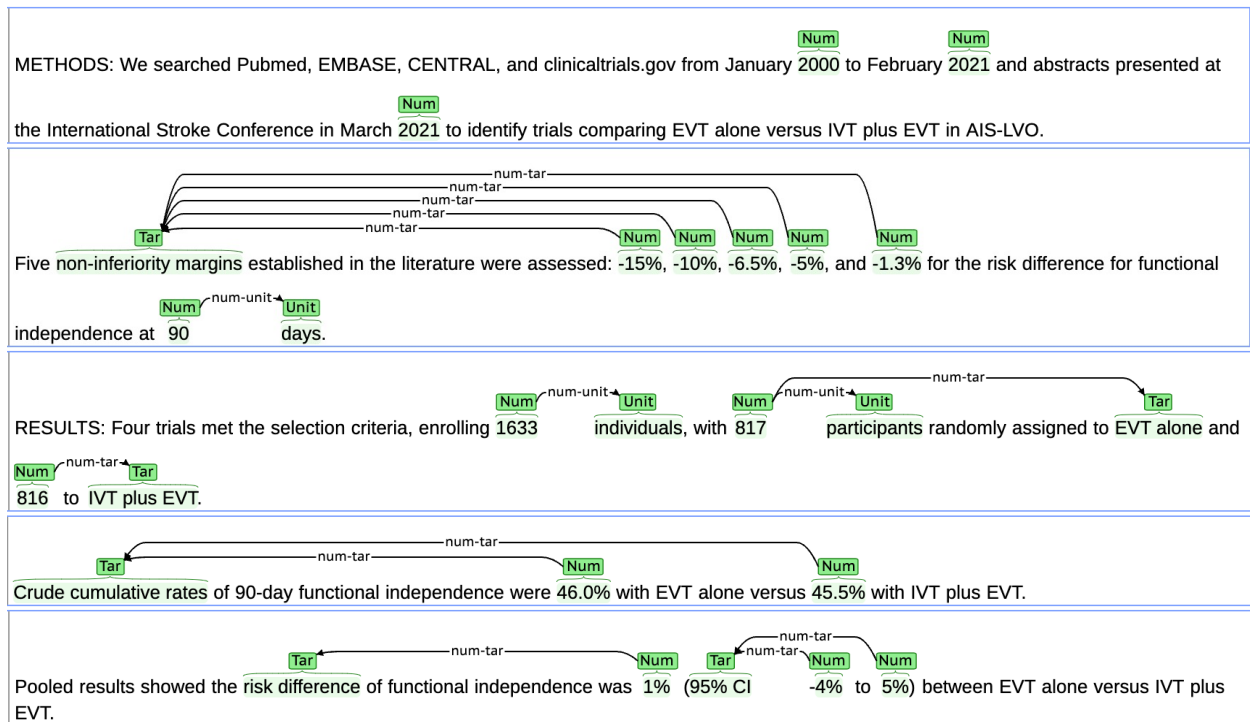 Num Num
METHODS: We searched Pubmed, EMBASE, CENTRAL, and clinicaltrials.gov from January 2000 to February 2021 and abstracts presented at
Num
the International Stroke Conference in March 2021 to identify trials comparing EVT alone versus IVT plus EVT in AIS-LVO.
num-tar
num-tar
num-tar
num-tar
num-tar
Tar Num Num Num Num Num
Five non-inferiority margins established in the literature were assessed: -15%, -10%, -6.5%, -5%, and -1.3% for the risk difference for functional
Num num-unit Unit
independence at 90 days.
num-tar
Num num-unit Unit Num num-unit Unit Tar
RESULTS: Four trials met the selection criteria, enrolling 1633 individuals, with 817 participants randomly assigned to EVT alone and
Num num-tar Tar
816 to IVT plus EVT.
num-tar
num-tar
Tar Num Num
Crude cumulative rates of 90-day functional independence were 46.0% with EVT alone versus 45.5% with IVT plus EVT.
num-tar
Tar num-tar Num Tar num-tar Num Num
Pooled results showed the risk difference of functional independence was 1% (95% CI -4% to 5%) between EVT alone versus IVT plus
EVT.